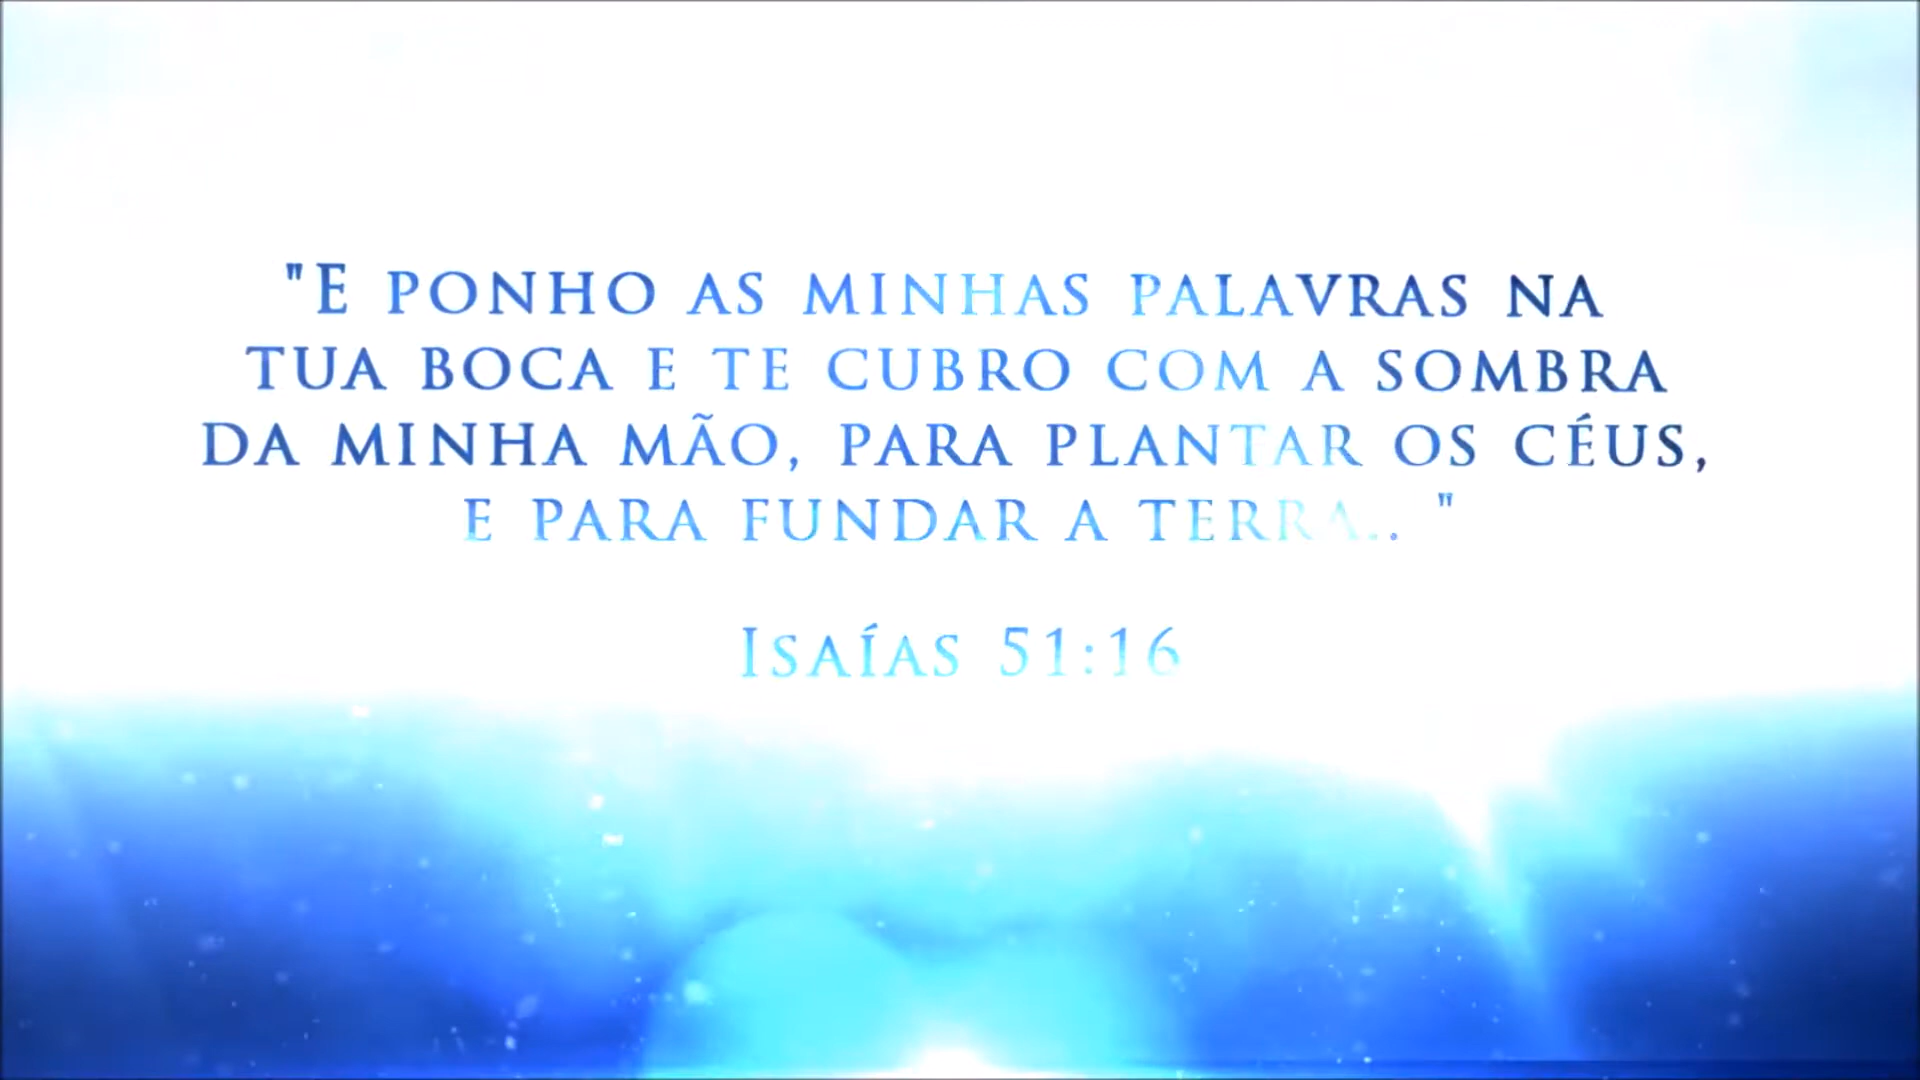 "E PONHO AS MINHAS PALAVRAS NA
TUA BOCA E TE CUBRO COM A SOMBRA
DA MINHA MÃO, PARA PLANTAR OS CÉUS,
E PARA FUNDAR A TERRA.. "
ISAÍAS 51:16